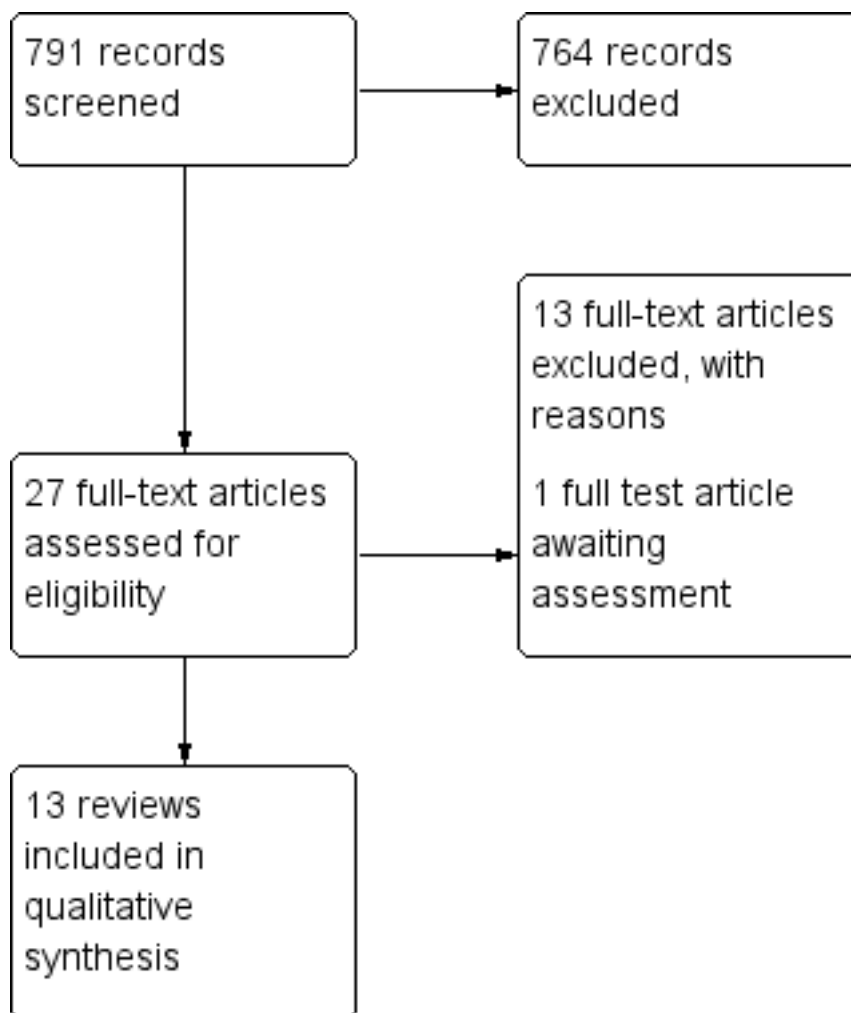 791 records
screened
764 records
excluded
13 full-text articles
excluded, with
reasons
1 full test article
awaiting
assessment
27 full-text articles
assessed for
eligibility
13 reviews
included in
qualitative
synthesis